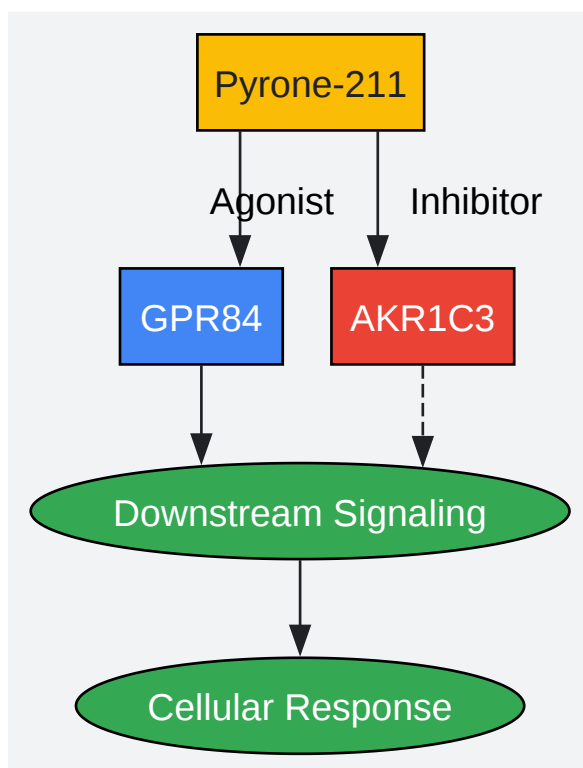 Pyrone-211
Agonist
Inhibitor
GPR84
AKR1C3
Downstream Signaling
Cellular Response